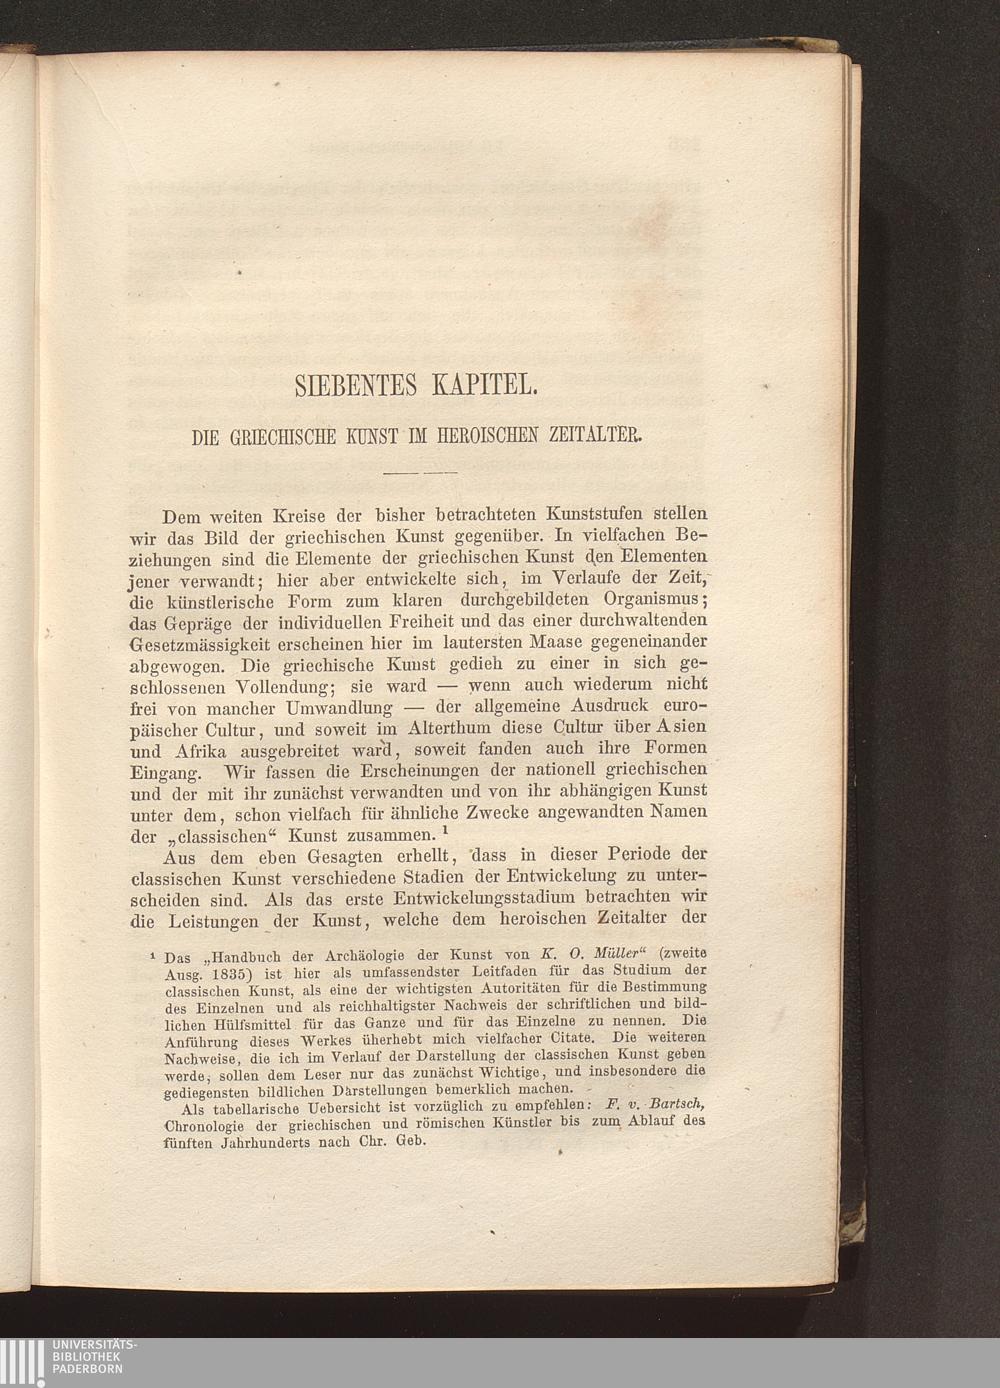 SIEBENTES KAPITEL.
DIE GRIECHISCHE KUNST IM HEROISCHEN ZEITALTER.
Dem weiten Kreise der bisher betrachteten Kunststufen stellen
wir das Bild der griechischen Kunst gegenüber. In vielfachen Be-
ziehungen sind die Elemente der griechischen Kunst den Elementen
jener verwandt; hier aber entwickelte sich, im Verlaufe der Zeit,
die künstlerische Form zum klaren durchgebildeten Organismus;
das Gepräge der individuellen Freiheit und das einer durchwaltenden
Gesetzmässigkeit erscheinen hier im lautersten Maase gegeneinander
abgewogen. Die griechische Kunst gedieh zu einer in sich ge-
schlossenen Vollendung; sie ward — wenn auch wiederum nicht
frei von mancher Umwandlung — der allgemeine Ausdruck euro-
päischer Cultur, und soweit im Alterthum diese Cultur über Asien
und Afrika ausgebreitet ward, soweit fanden auch ihre Formen
Eingang. Wir fassen die Erscheinungen der nationell griechischen
und der mit ihr zunächst verwandten und von ihr abhängigen Kunst
unter dem, schon vielfach für ähnliche Zwecke angewandten Namen
der „classischen“ Kunst zusammen. ¹
Aus dem eben Gesagten erhellt, dass in dieser Periode der
classischen Kunst verschiedene Stadien der Entwickelung zu unter-
scheiden sind. Als das erste Entwickelungsstadium betrachten wir
die Leistungen der Kunst, welche dem heroischen Zeitalter der
¹ Das „Handbuch der Archäologie der Kunst von K. O. Müller“ (zweite
Ausg. 1835) ist hier als umfassendster Leitfaden für das Studium der
classischen Kunst, als eine der wichtigsten Autoritäten für die Bestimmung
des Einzelnen und als reichhaltigster Nachweis der schriftlichen und bild-
lichen Hülfsmittel für das Ganze und für das Einzelne zu nennen. Die
Anführung dieses Werkes üherhebt mich vielfacher Citate. Die weiteren
Nachweise, die ich im Verlauf der Darstellung der classischen Kunst geben
werde, sollen dem Leser nur das zunächst Wichtige, und insbesondere die
gediegensten bildlichen Darstellungen bemerklich machen.
Als tabellarische Uebersicht ist vorzüglich zu empfehlen: F. v. Bartsch,
Chronologie der griechischen und römischen Künstler bis zum Ablauf des
fünften Jahrhunderts nach Chr. Geb.
UNIVERSITÄTS-
BIBLIOTHEK
PADERBORN